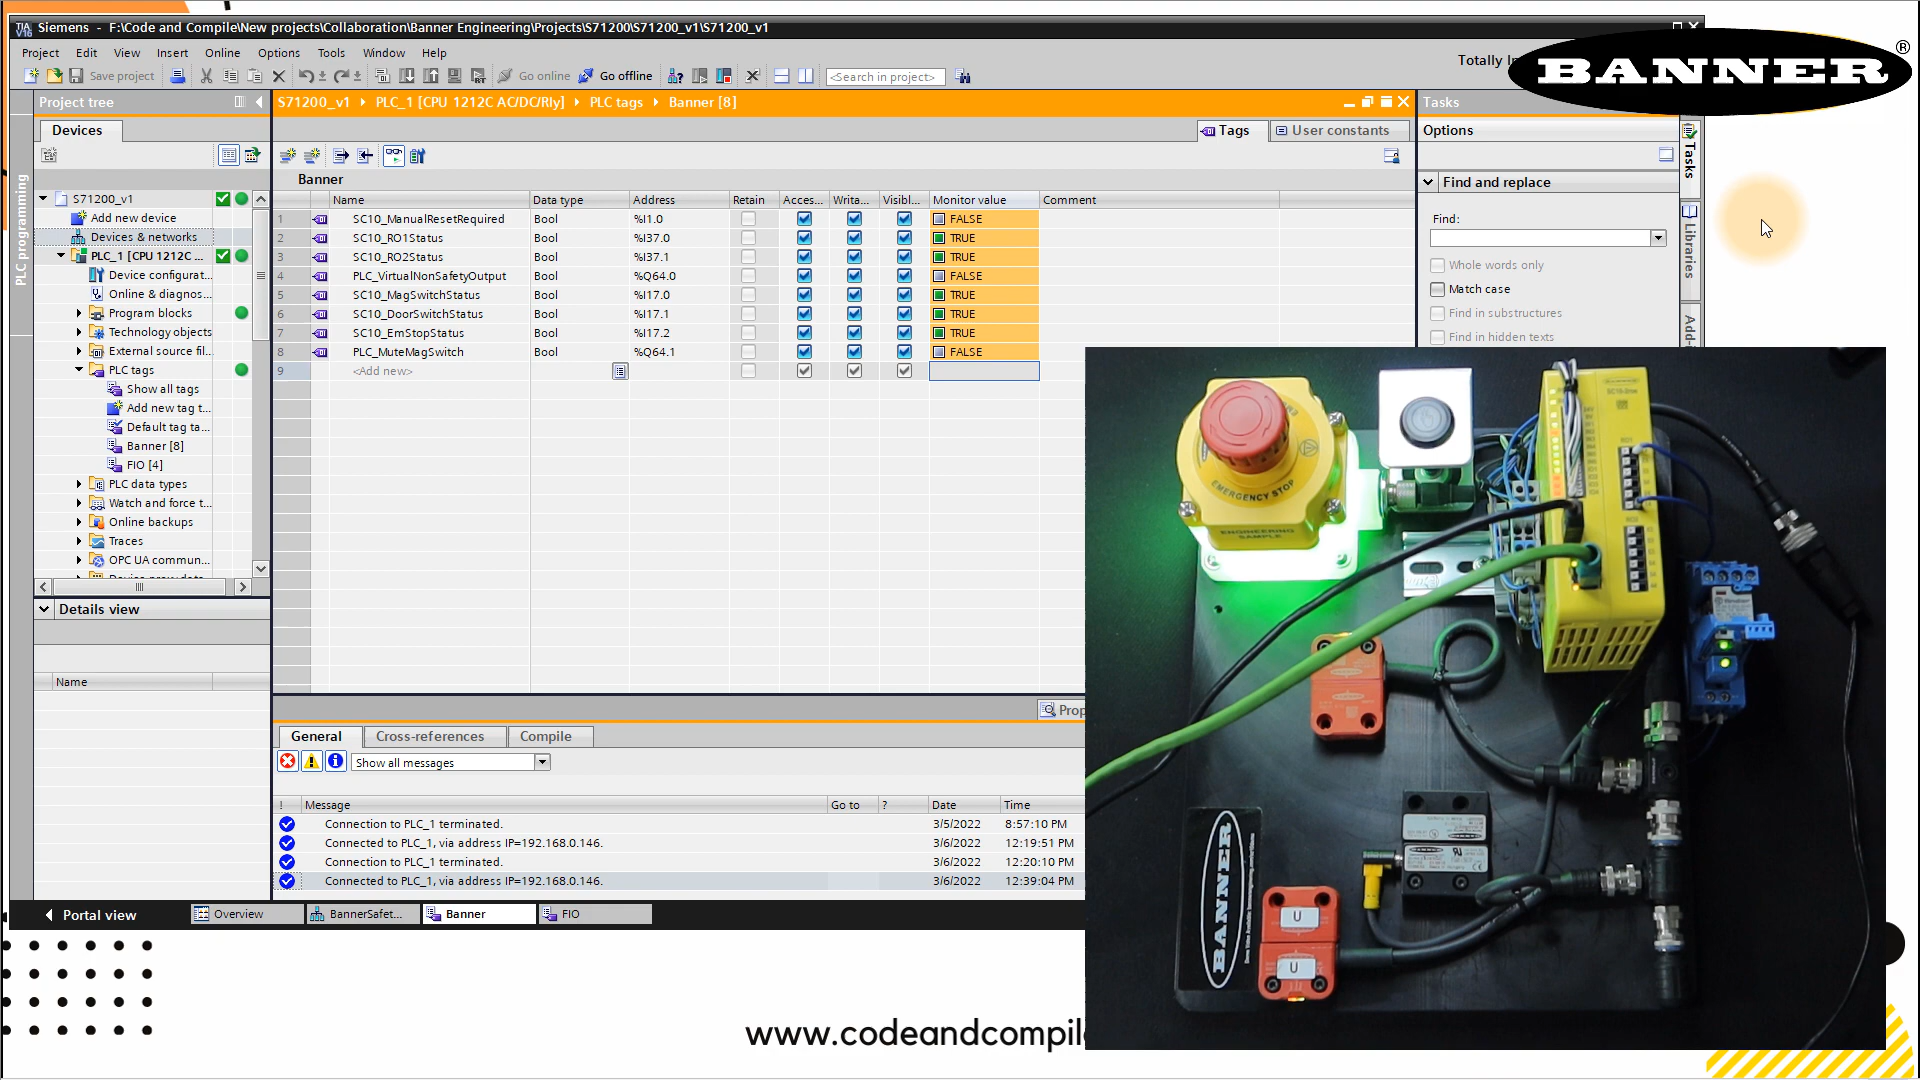 Siemens - F:\Code and Compile\New projects\Collaboration\Banner Engineering\Projects\S71200\S71200_v1\S71200_v1
Project Edit View Insert Online Options Tools Window Help
Save project Go online Go offline <Search in project>
Totally In
BANNER ®
Project tree
Devices
PLC programming
S71200_v1
Add new device
Devices & networks
PLC_1 [CPU 1212C ...
Device configurat...
Online & diagnos...
Program blocks
Technology objects
External source fil...
PLC tags
Show all tags
Add new tag t...
Default tag ta...
Banner [8]
FIO [4]
PLC data types
Watch and force t...
Online backups
Traces
OPC UA commun...
Details view
Name
S71200_v1 PLC_1 [CPU 1212C AC/DC/Rly] PLC tags Banner [8]
Tags User constants
Banner
Name Data type Address Retain Acces... Writa... Visibl... Monitor value Comment
1 SC10_ManualResetRequired Bool %I1.0 FALSE
2 SC10_RO1Status Bool %I37.0 TRUE
3 SC10_RO2Status Bool %I37.1 TRUE
4 PLC_VirtualNonSafetyOutput Bool %Q64.0 FALSE
5 SC10_MagSwitchStatus Bool %I17.0 TRUE
6 SC10_DoorSwitchStatus Bool %I17.1 TRUE
7 SC10_EmStopStatus Bool %I17.2 TRUE
8 PLC_MuteMagSwitch Bool %Q64.1 FALSE
9 <Add new>
Prop
General Cross-references Compile
Show all messages
! Message Go to ? Date Time
Connection to PLC_1 terminated. 3/5/2022 8:57:10 PM
Connected to PLC_1, via address IP=192.168.0.146. 3/6/2022 12:19:51 PM
Connection to PLC_1 terminated. 3/6/2022 12:20:10 PM
Connected to PLC_1, via address IP=192.168.0.146. 3/6/2022 12:39:04 PM
Portal view Overview BannerSafet... Banner FIO
Tasks
Options
Find and replace
Find:
Whole words only
Match case
Find in substructures
Find in hidden texts
Tasks
Libraries
Add-i
EMERGENCY STOP
ENGINEERING
SAMPLE
BANNER
U
U
www.codeandcompil